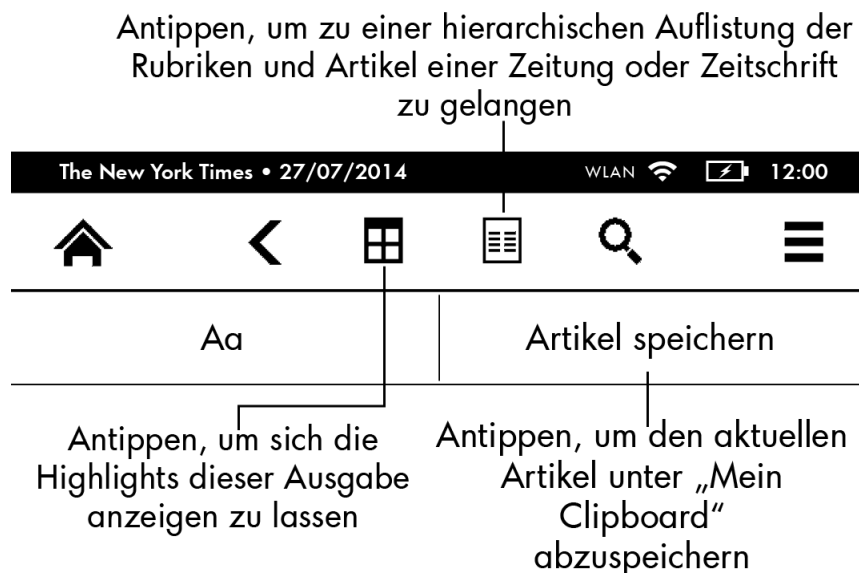 Antippen, um zu einer hierarchischen Auflistung der
Rubriken und Artikel einer Zeitung oder Zeitschrift
zu gelangen
The New York Times • 27/07/2014 WLAN 12:00
Aa Artikel speichern
Antippen, um sich die
Highlights dieser Ausgabe
anzeigen zu lassen
Antippen, um den aktuellen
Artikel unter „Mein
Clipboard“
abzuspeichern